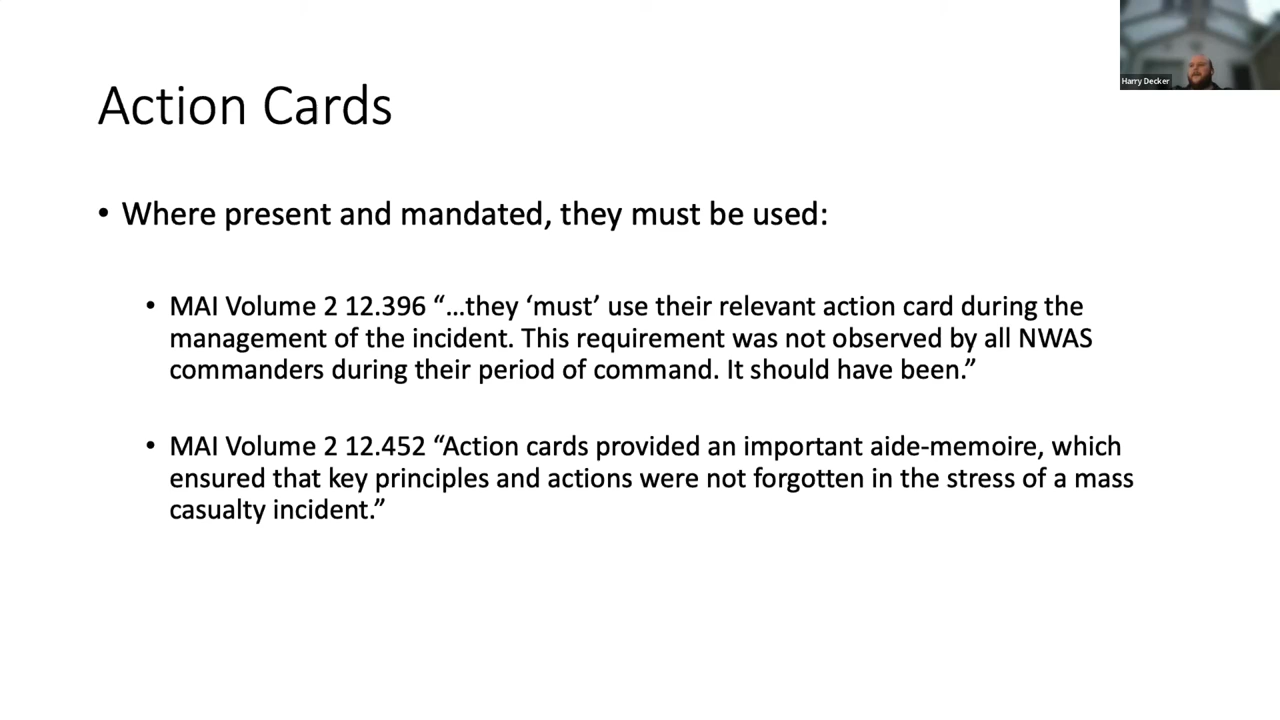 Harry Decker
Action Cards
• Where present and mandated, they must be used:
• MAI Volume 2 12.396 “…they ‘must’ use their relevant action card during the
management of the incident. This requirement was not observed by all NWAS
commanders during their period of command. It should have been.”
• MAI Volume 2 12.452 “Action cards provided an important aide-memoire, which
ensured that key principles and actions were not forgotten in the stress of a mass
casualty incident.”